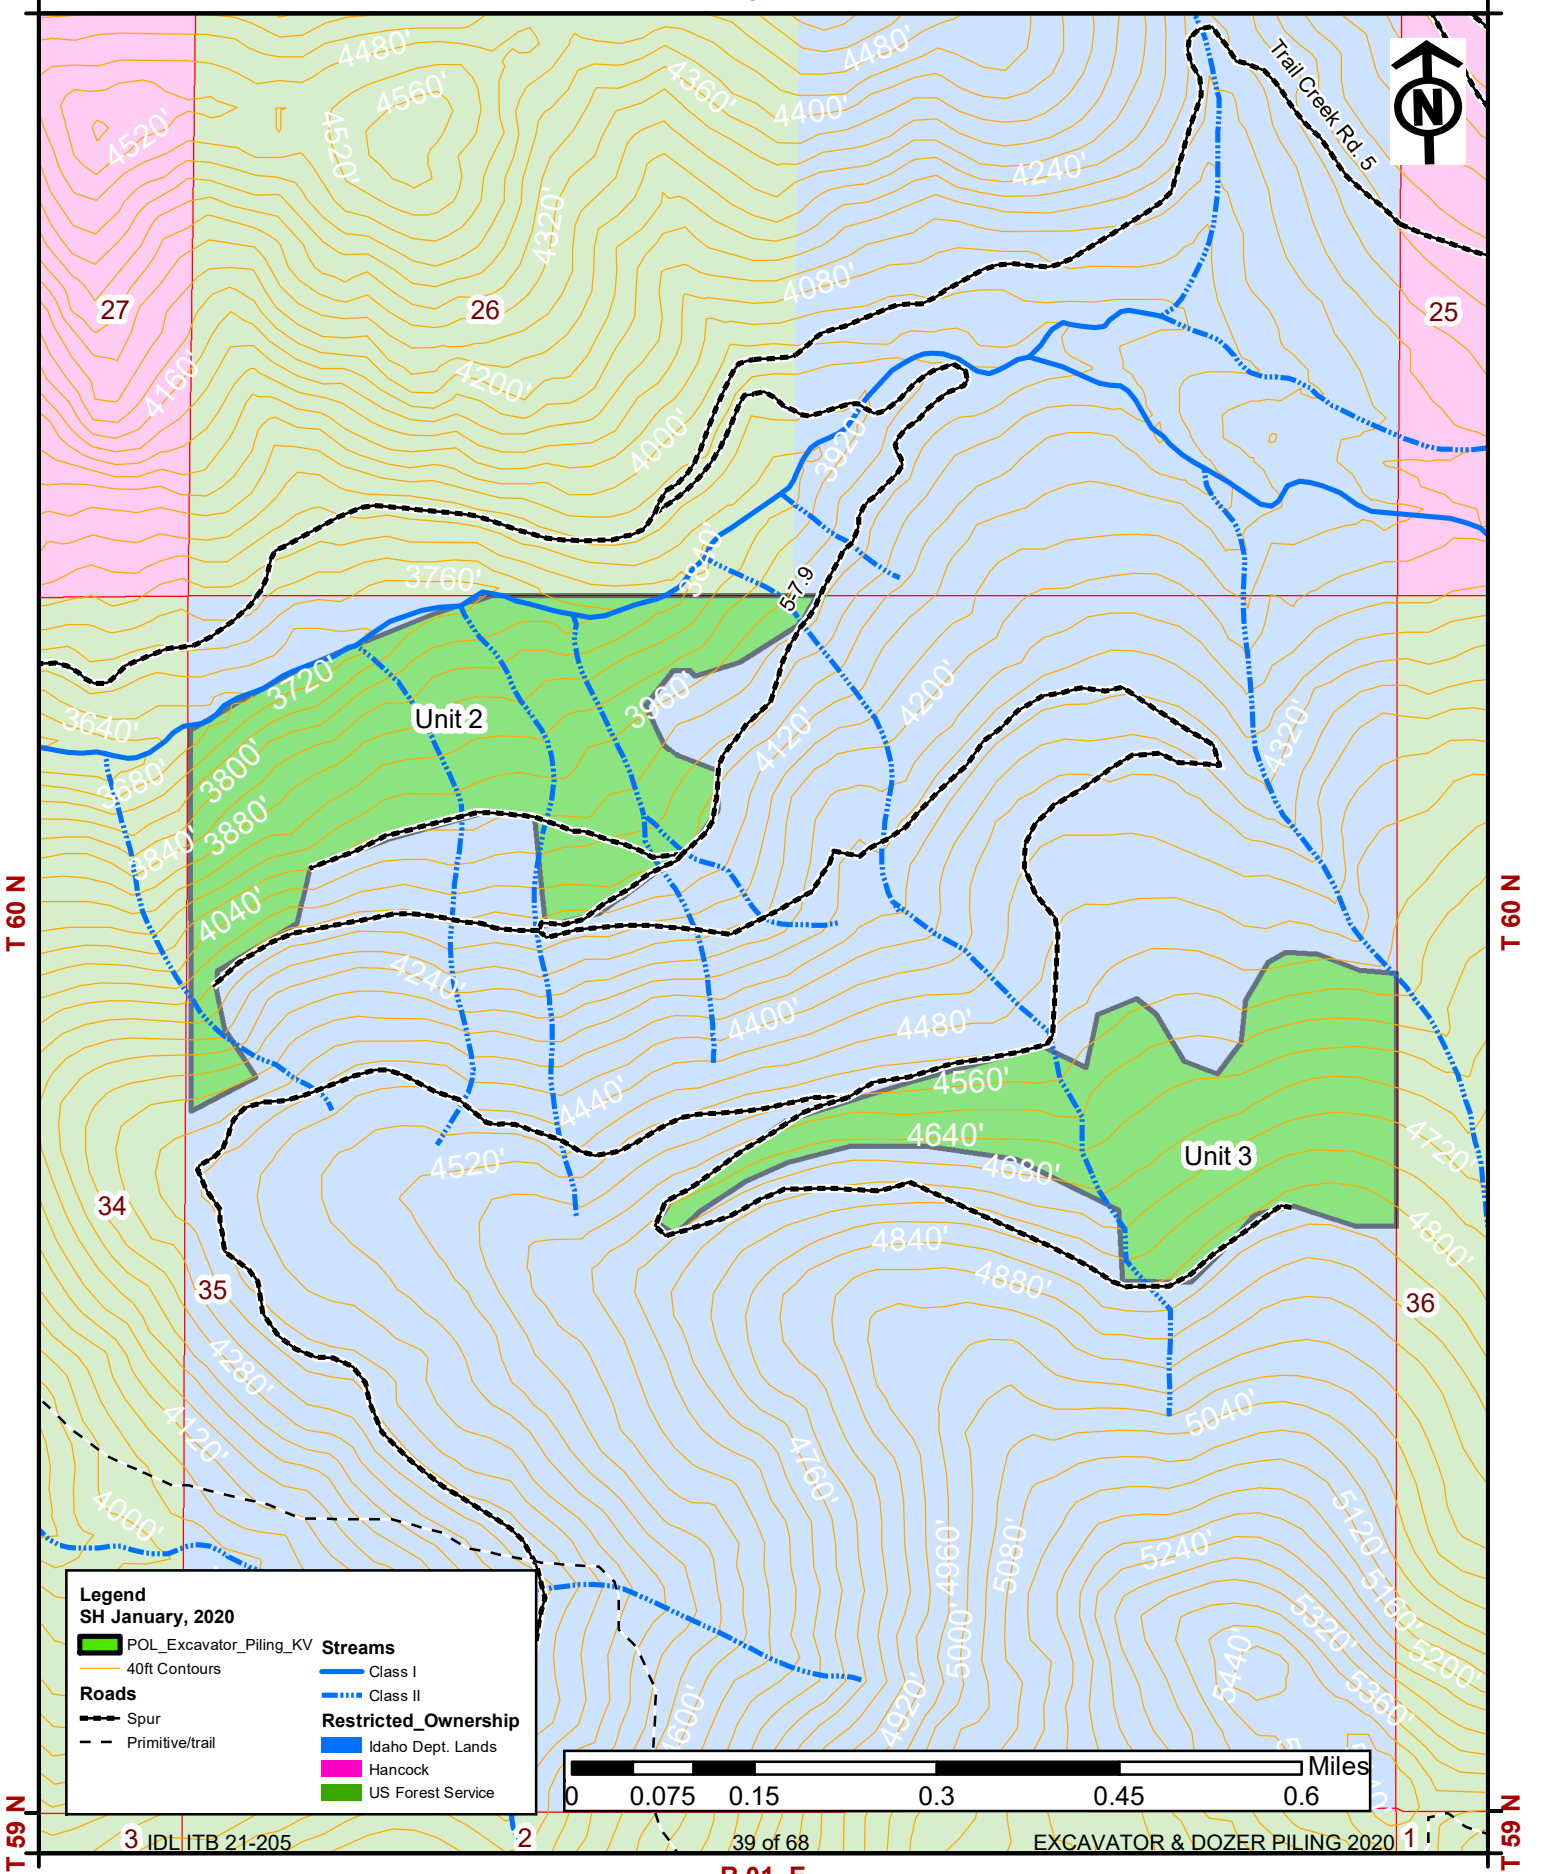 4480'
4480'
4560'
4360'
4400'
Trail Creek Rd. 5
N
4520'
4520'
4240'
4320'
4080'
27
26
25
4160'
4200'
4000'
3920'
3840'
3760'
5-7.9
3720'
3960'
4200'
Unit 2
3640'
4120'
4320'
3680'
3800'
3880'
3840'
T 60 N
T 60 N
4040'
4240'
4400'
4480'
4440'
4560'
4640'
4680'
4520'
Unit 3
4720'
34
4840'
4800'
4880'
35
36
4280'
4120'
5040'
4760'
4000'
5120'
5240'
4960'
5080'
5160'
5320'
5000'
5440'
5200'
5360'
4920'
4600'
Legend
SH January, 2020
POL_Excavator_Piling_KV
40ft Contours
Roads
Spur
Primitive/trail
Streams
Class I
Class II
Restricted_Ownership
Idaho Dept. Lands
Hancock
US Forest Service
Miles
0 0.075 0.15 0.3 0.45 0.6
T 59 N
T 59 N
3 IDL ITB 21-205 2 39 of 68 EXCAVATOR & DOZER PILING 2020 1